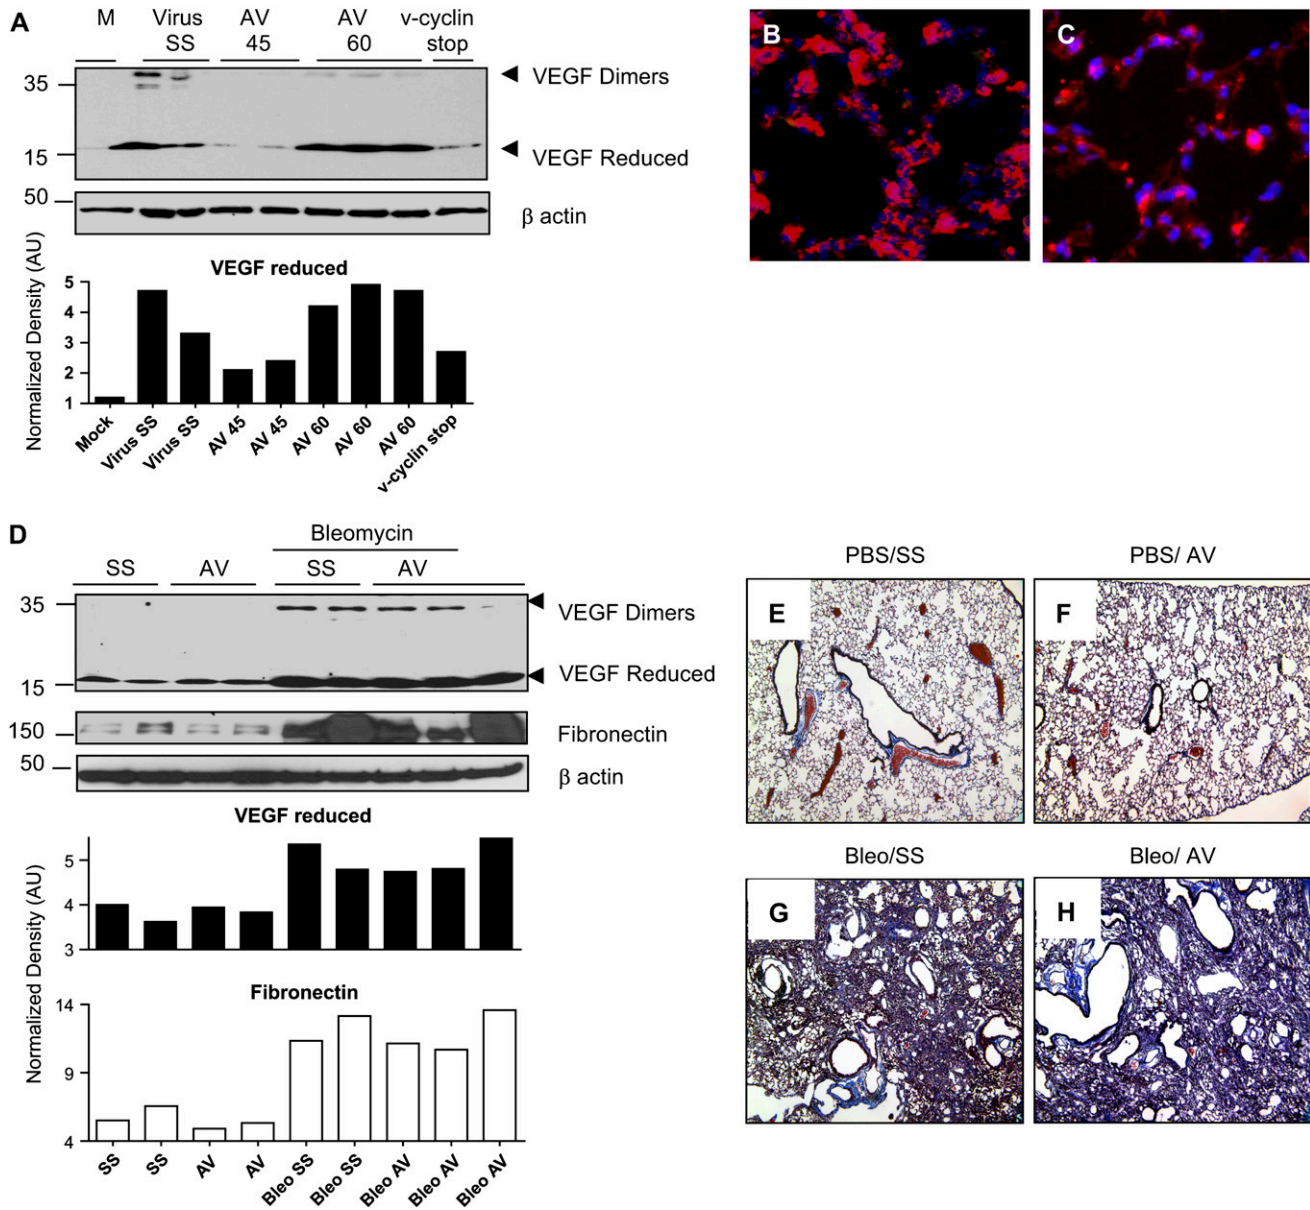 A
M Virus AV AV v-cyclin
SS 45 60 stop
35
VEGF Dimers
15
VEGF Reduced
50
β actin
VEGF reduced
Normalized Density (AU)
5
4
3
2
1
Mock
Virus SS
Virus SS
AV 45
AV 45
AV 60
AV 60
AV 60
v-cyclin stop
B
C
D
Bleomycin
SS AV SS AV
35
VEGF Dimers
VEGF Reduced
15
150
Fibronectin
50
β actin
VEGF reduced
5
4
3
Normalized Density (AU)
Fibronectin
14
9
4
SS
SS
AV
AV
Bleo SS
Bleo SS
Bleo AV
Bleo AV
Bleo AV
PBS/SS
PBS/ AV
E
F
Bleo/SS
Bleo/ AV
G
H